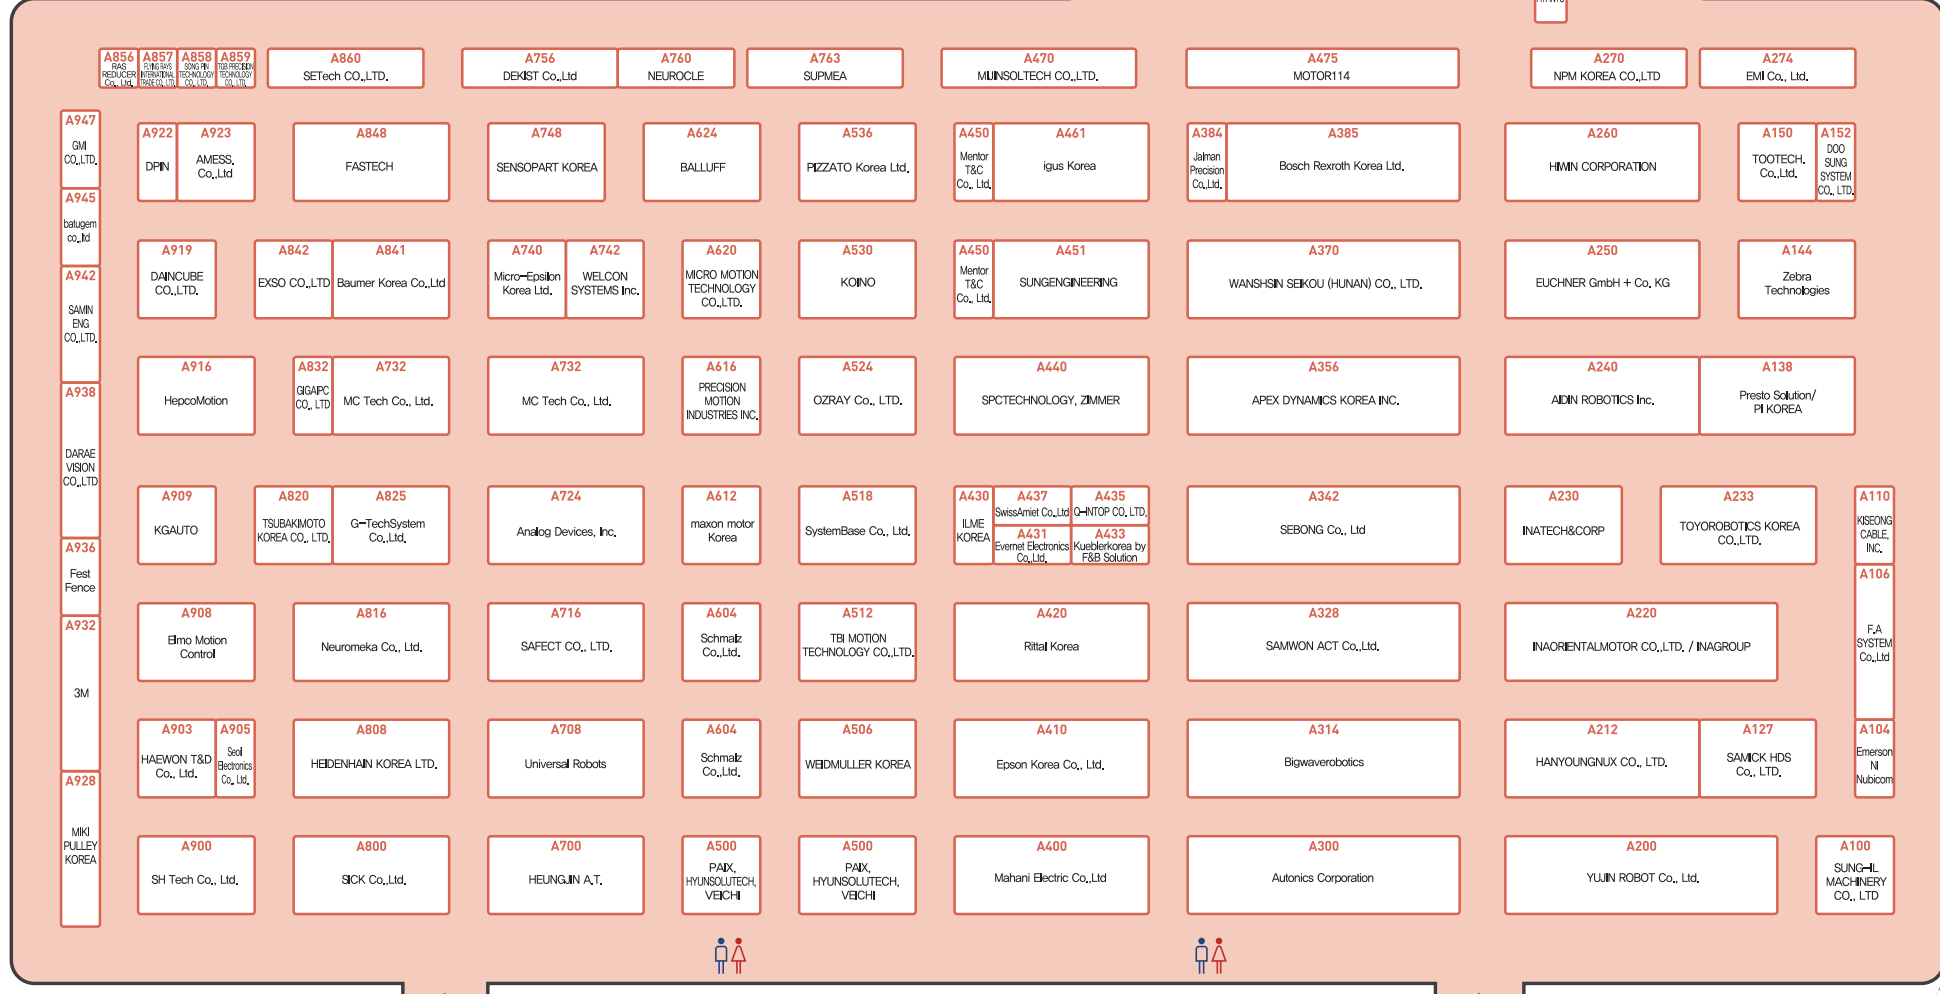 A856
RAS
REDUCER
Co., Ltd.
A857
FLYING RAYS
INTERNATIONAL
TRADE CO., LTD.
A858
SONG PIN
TECHNOLOGY
CO., LTD.
A859
TGB PRECISION
TECHNOLOGY
CO., LTD.
A860
SETech CO.,LTD.
A756
DEKIST Co.,Ltd
A760
NEUROCLE
A763
SUPMEA
A470
MIJINSOLTECH CO.,LTD.
A475
MOTOR114
A270
NPM KOREA CO.,LTD
A274
EMI Co., Ltd.
A947
GMI
CO.,LTD.
A922
DPIN
A923
AMESS.
Co.,Ltd
A848
FASTECH
A748
SENSOPART KOREA
A624
BALLUFF
A536
PIZZATO Korea Ltd.
A450
Mentor
T&C
Co., Ltd.
A461
igus Korea
A384
Jalman
Precision
Co.,Ltd.
A385
Bosch Rexroth Korea Ltd.
A260
HIWIN CORPORATION
A150
TOOTECH.
Co.,Ltd.
A152
DOO
SUNG
SYSTEM
CO., LTD.
A945
batugem
co.,ltd
A919
DAINCUBE
CO.,LTD.
A842
EXSO CO.,LTD
A841
Baumer Korea Co.,Ltd
A740
Micro-Epsilon
Korea Ltd.
A742
WELCON
SYSTEMS Inc.
A620
MICRO MOTION
TECHNOLOGY
CO.,LTD.
A530
KOINO
A450
Mentor
T&C
Co., Ltd.
A451
SUNGENGINEERING
A370
WANSHSIN SEIKOU (HUNAN) CO., LTD.
A250
EUCHNER GmbH + Co. KG
A144
Zebra
Technologies
A942
SAMIN
ENG
CO.,LTD.
A916
HepcoMotion
A832
GIGAIPC
CO., LTD
A732
MC Tech Co., Ltd.
A732
MC Tech Co., Ltd.
A616
PRECISION
MOTION
INDUSTRIES INC.
A524
OZRAY Co., LTD.
A440
SPCTECHNOLOGY, ZIMMER
A356
APEX DYNAMICS KOREA INC.
A240
AIDIN ROBOTICS Inc.
A138
Presto Solution/
PI KOREA
A938
DARAE
VISION
CO.,LTD
A909
KGAUTO
A820
TSUBAKIMOTO
KOREA CO., LTD.
A825
G-TechSystem
Co.,Ltd.
A724
Analog Devices, Inc.
A612
maxon motor
Korea
A518
SystemBase Co., Ltd.
A430
ILME
KOREA
A437
SwissAmiet Co.,Ltd
A435
Q-INTOP CO., LTD.
A431
Evernet Electronics
Co.,Ltd.
A433
Kueblerkorea by
F&B Solution
A342
SEBONG Co., Ltd
A230
INATECH&CORP
A233
TOYOROBOTICS KOREA
CO.,LTD.
A110
KISEONG
CABLE,
INC.
A936
Fest
Fence
A908
Elmo Motion
Control
A816
Neuromeka Co., Ltd.
A716
SAFECT CO., LTD.
A604
Schmalz
Co.,Ltd.
A512
TBI MOTION
TECHNOLOGY CO.,LTD.
A420
Rittal Korea
A328
SAMWON ACT Co.,Ltd.
A220
INAORIENTALMOTOR CO.,LTD. / INAGROUP
A106
F.A
SYSTEM
Co.,Ltd
A932
3M
A903
HAEWON T&D
Co., Ltd.
A905
Seoil
Electronics
Co., Ltd.
A808
HEIDENHAIN KOREA LTD.
A708
Universal Robots
A604
Schmalz
Co.,Ltd.
A506
WEIDMULLER KOREA
A410
Epson Korea Co., Ltd.
A314
Bigwaverobotics
A212
HANYOUNGNUX CO., LTD.
A127
SAMICK HDS
Co., LTD.
A104
Emerson
NI
Nubicom
A928
MIKI
PULLEY
KOREA
A900
SH Tech Co., Ltd.
A800
SICK Co.,Ltd.
A700
HEUNGJIN A.T.
A500
PAIX,
HYUNSOLUTECH,
VEICHI
A500
PAIX,
HYUNSOLUTECH,
VEICHI
A400
Mahani Electric Co.,Ltd
A300
Autonics Corporation
A200
YUJIN ROBOT Co., Ltd.
A100
SUNG-IL
MACHINERY
CO., LTD